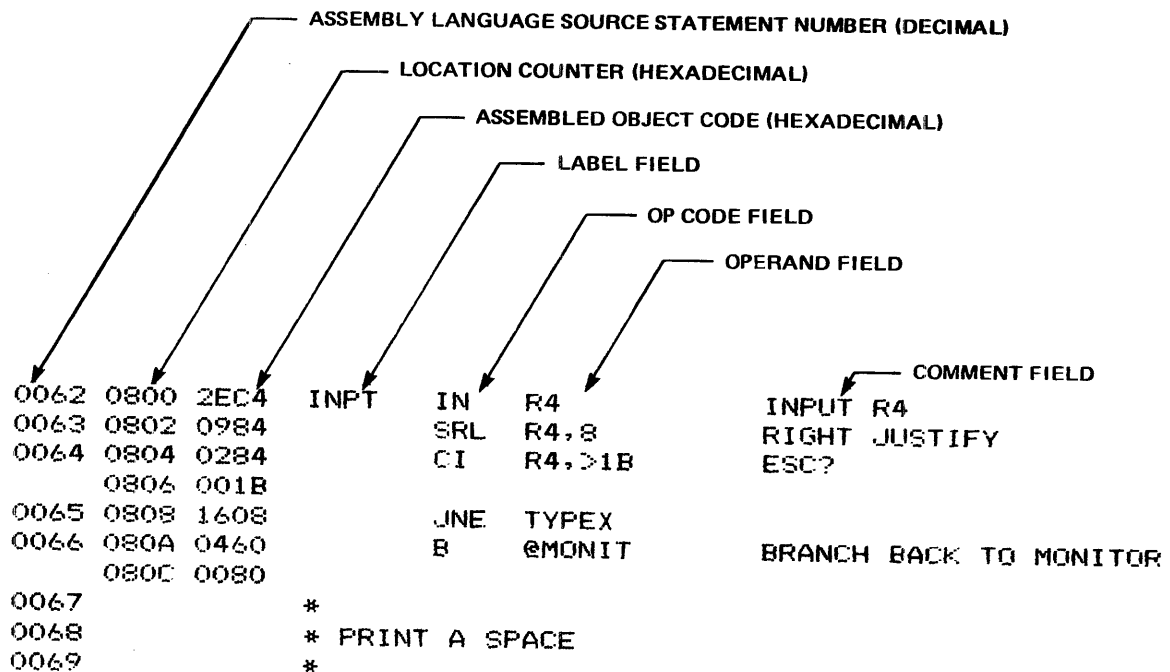 ASSEMBLY LANGUAGE SOURCE STATEMENT NUMBER (DECIMAL)
LOCATION COUNTER (HEXADECIMAL)
ASSEMBLED OBJECT CODE (HEXADECIMAL)
LABEL FIELD
OP CODE FIELD
OPERAND FIELD
COMMENT FIELD
0062 0800 2EC4 INPT IN R4 INPUT R4
0063 0802 0984 SRL R4,8 RIGHT JUSTIFY
0064 0804 0284 CI R4,>1B ESC?
0806 001B
0065 0808 1608 JNE TYPEX
0066 080A 0460 B @MONIT BRANCH BACK TO MONITOR
080C 0080
0067 *
0068 * PRINT A SPACE
0069 *